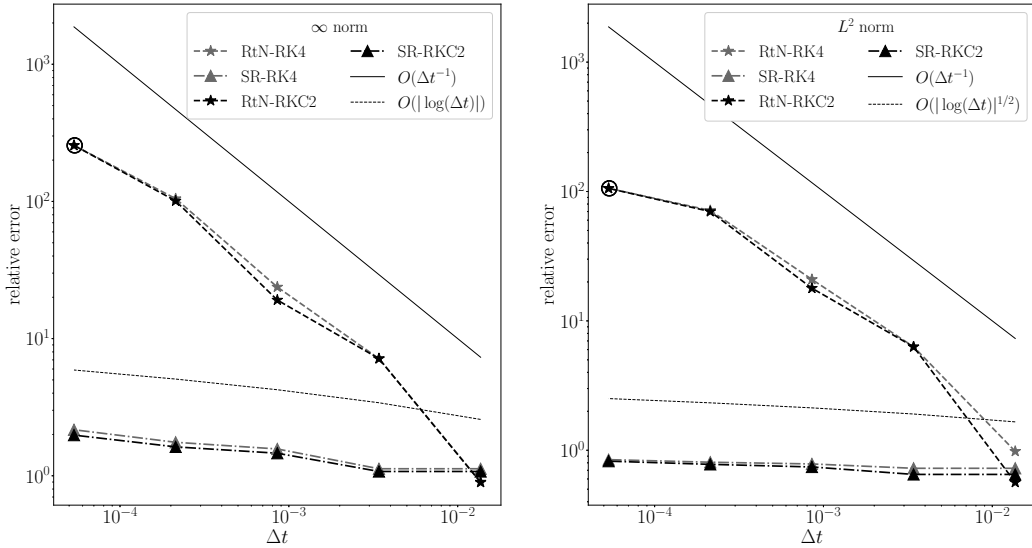 ∞ norm
RtN-RK4
SR-RK4
RtN-RKC2
SR-RKC2
O(Δt⁻¹)
O(| log(Δt)|)
relative error
10³
10²
10¹
10⁰
10⁻⁴
10⁻³
10⁻²
Δt
L² norm
RtN-RK4
SR-RK4
RtN-RKC2
SR-RKC2
O(Δt⁻¹)
O(| log(Δt)|¹/²)
relative error
10³
10²
10¹
10⁰
10⁻⁴
10⁻³
10⁻²
Δt